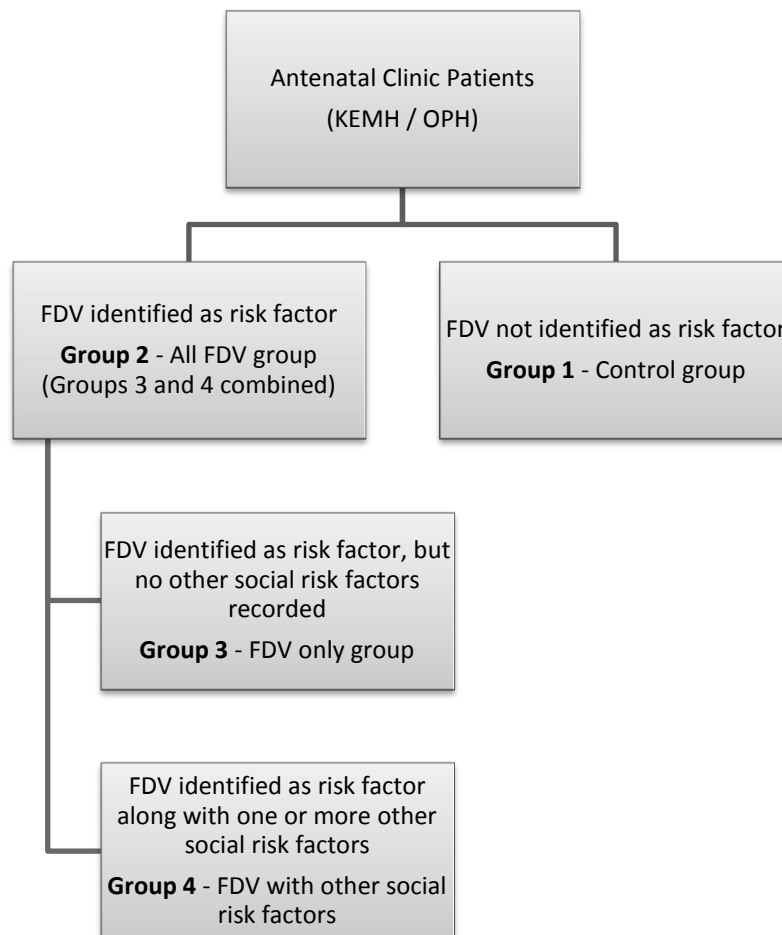 Antenatal Clinic Patients
(KEMH / OPH)
FDV identified as risk factor
Group 2 - All FDV group
(Groups 3 and 4 combined)
FDV not identified as risk factor
Group 1 - Control group
FDV identified as risk factor, but
no other social risk factors
recorded
Group 3 - FDV only group
FDV identified as risk factor
along with one or more other
social risk factors
Group 4 - FDV with other social
risk factors